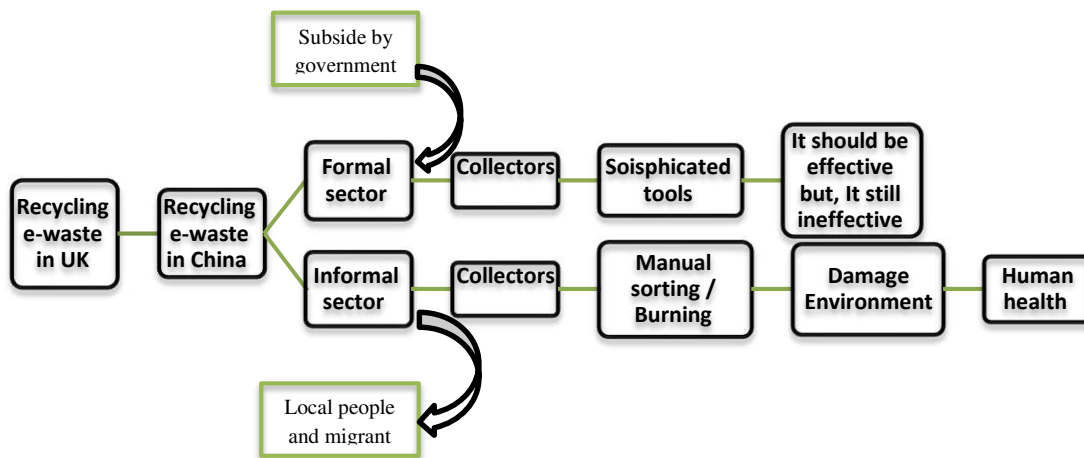 Subside by
government
Formal
sector
Collectors
Soisphicated
tools
It should be
effective
but, It still
ineffective
Recycling
e-waste
in UK
Recycling
e-waste
in China
Informal
sector
Collectors
Manual
sorting /
Burning
Damage
Environment
Human
health
Local people
and migrant